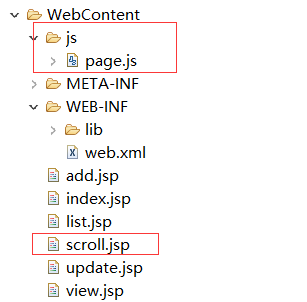 WebContent
js
page.js
META-INF
WEB-INF
lib
web.xml
add.jsp
index.jsp
list.jsp
scroll.jsp
update.jsp
view.jsp